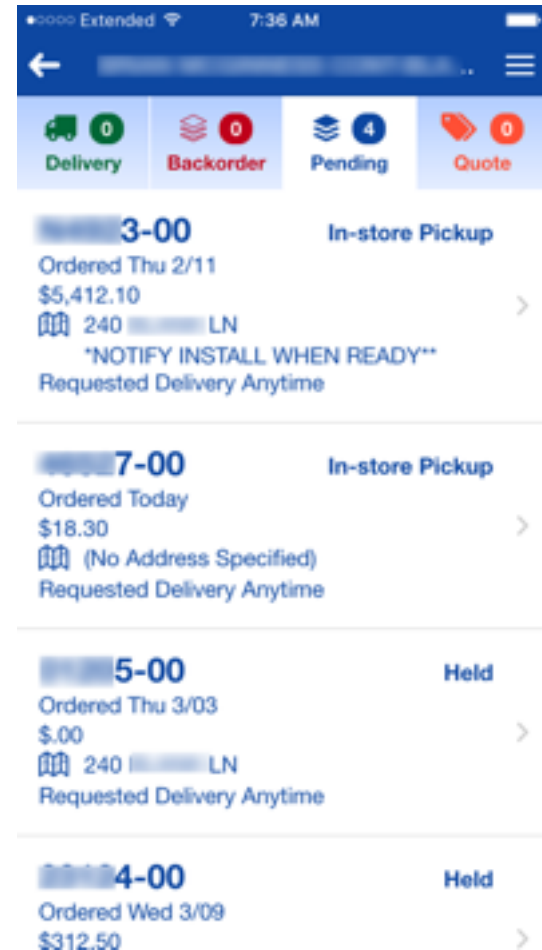 Extended 7:36 AM
..
0 0 4 0
Delivery Backorder Pending Quote
3-00 In-store Pickup
Ordered Thu 2/11
$5,412.10
240 LN
*NOTIFY INSTALL WHEN READY**
Requested Delivery Anytime
7-00 In-store Pickup
Ordered Today
$18.30
(No Address Specified)
Requested Delivery Anytime
5-00 Held
Ordered Thu 3/03
$.00
240 LN
Requested Delivery Anytime
4-00 Held
Ordered Wed 3/09
$312.50